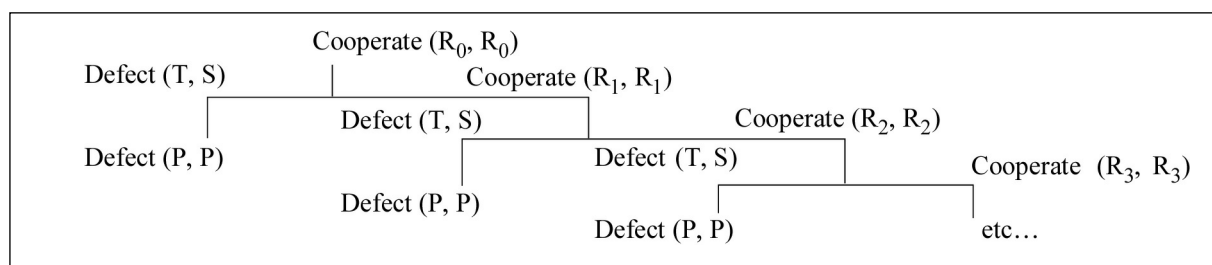 Cooperate (R0, R0)
Defect (T, S)
Cooperate (R1, R1)
Defect (T, S)
Cooperate (R2, R2)
Defect (P, P)
Defect (T, S)
Cooperate (R3, R3)
Defect (P, P)
Defect (P, P)
etc…